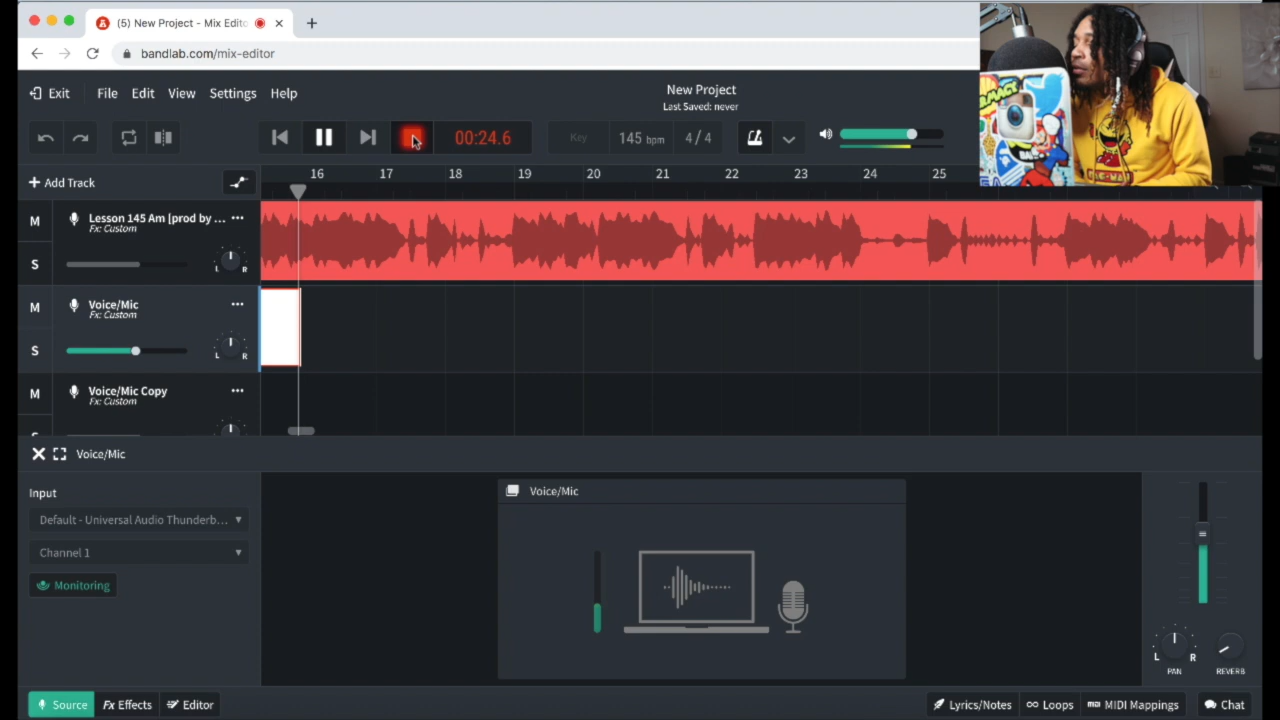 (5) New Project - Mix Edito
bandlab.com/mix-editor
Exit File Edit View Settings Help
New Project
Last Saved: never
00:24.6 Key 145 bpm 4 / 4
+ Add Track
16 17 18 19 20 21 22 23 24 25
M Lesson 145 Am [prod by ... •••
Fx: Custom
S L R
M Voice/Mic •••
Fx: Custom
S L R
M Voice/Mic Copy •••
Fx: Custom
Voice/Mic
Input
Default - Universal Audio Thunderb...
Channel 1
Monitoring
Voice/Mic
L R
PAN REVERB
Source Fx Effects Editor
Lyrics/Notes Loops MIDI Mappings Chat